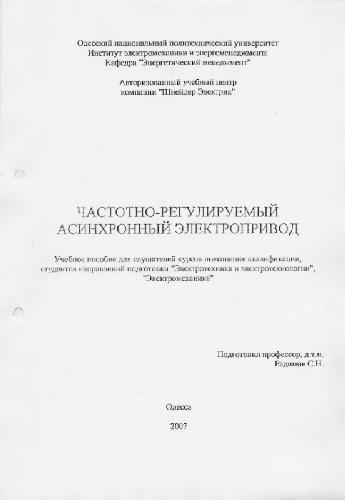 Одесский национальный политехнический университет
Институт электромеханики и энергоменеджмента
Кафедра "Энергетический менеджмент"
Авторизованный учебный центр
компании "Шнейдер Электрик"
ЧАСТОТНО-РЕГУЛИРУЕМЫЙ
АСИНХРОННЫЙ ЭЛЕКТРОПРИВОД
Учебное пособие для слушателей курсов повышения квалификации,
студентов направлений подготовки "Электротехника и электротехнологии",
"Электромеханика"
Подготовил профессор, д.т.н.
Радимов С.Н.
Одесса
2007